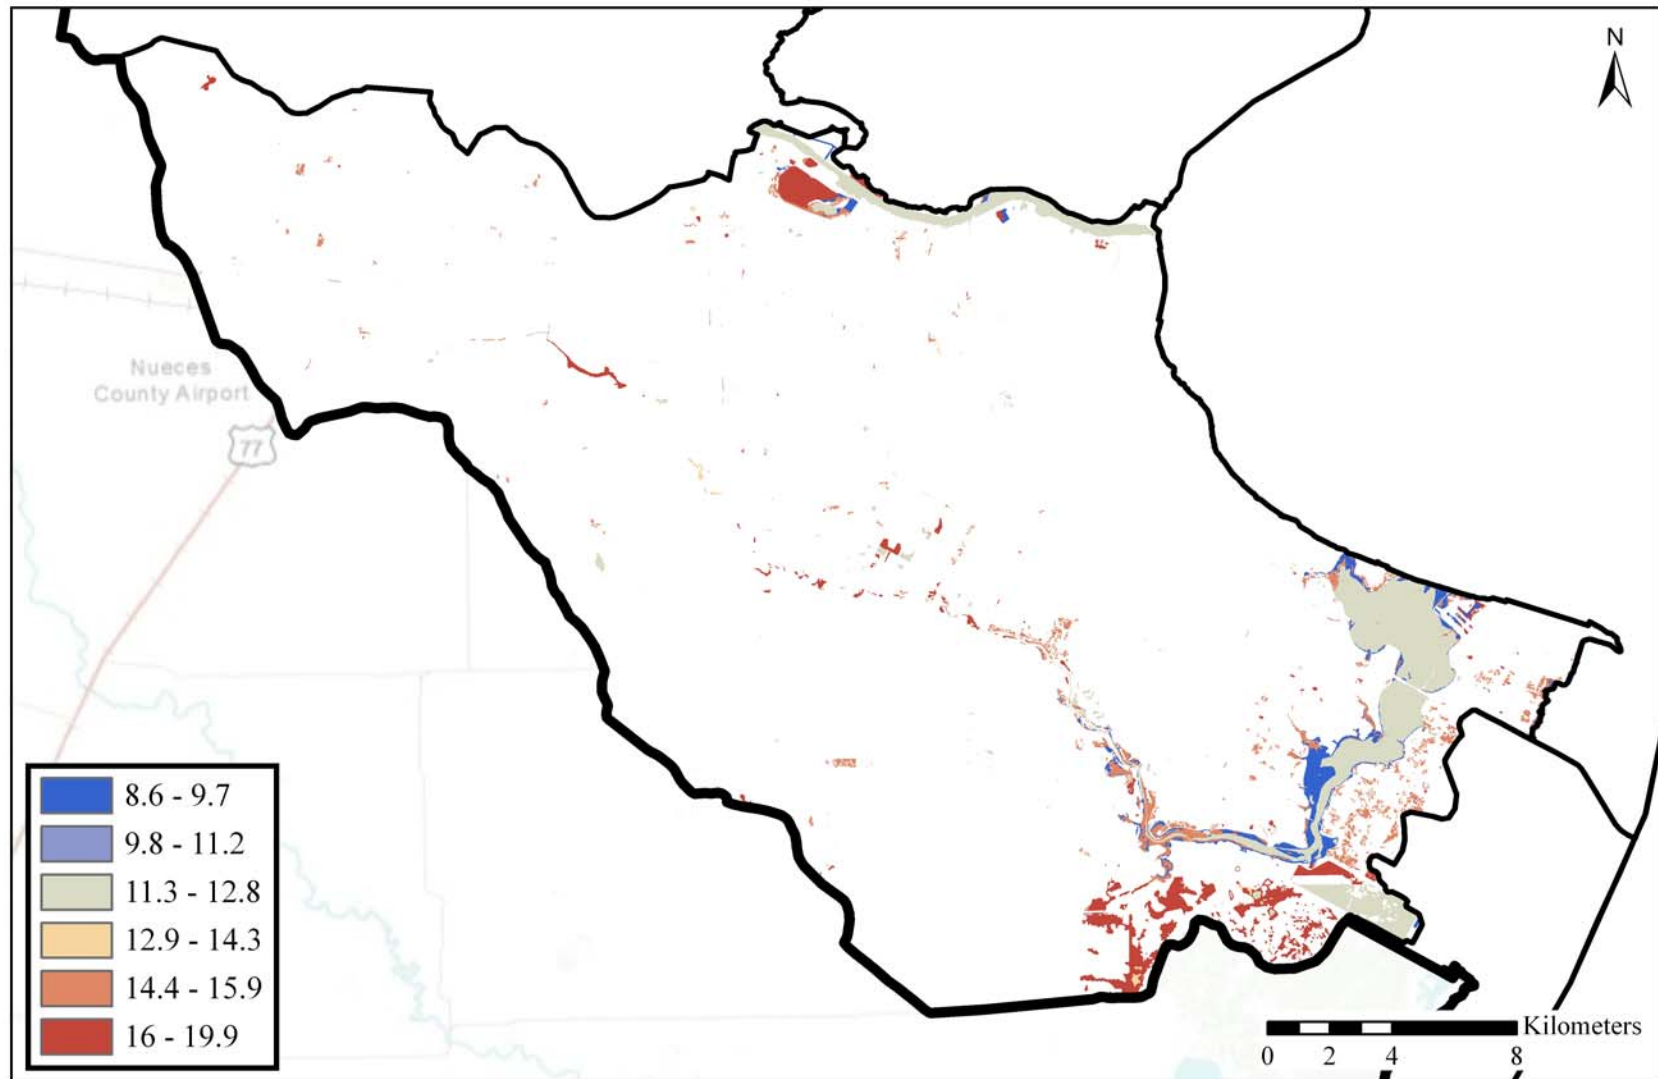 N
Nueces
County Airport
77
8.6 - 9.7
9.8 - 11.2
11.3 - 12.8
12.9 - 14.3
14.4 - 15.9
16 - 19.9
Kilometers
0 2 4 8